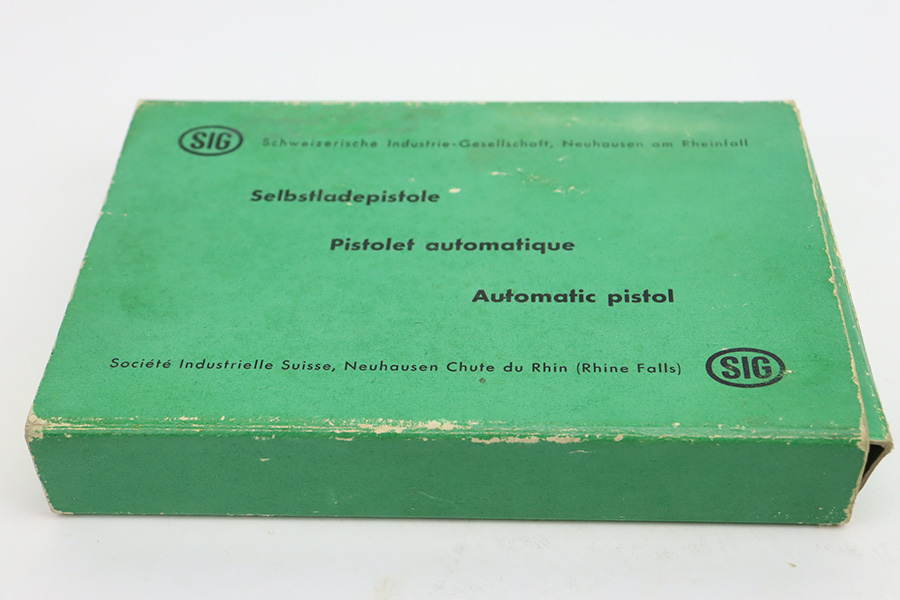 SIG Schweizerische Industrie-Gesellschaft, Neuhausen am Rheinfall
Selbstladepistole
Pistolet automatique
Automatic pistol
Société Industrielle Suisse, Neuhausen Chute du Rhin (Rhine Falls) SIG